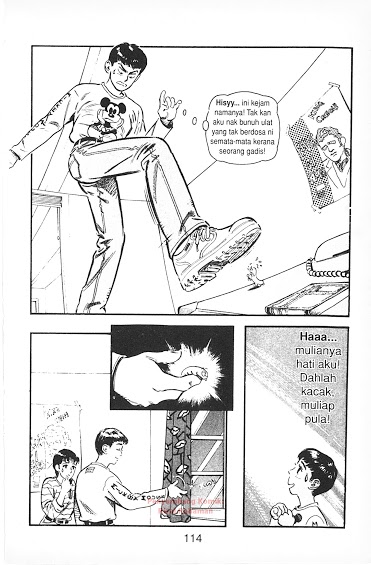 Hisyy... ini kejam
namanya! Tak kan
aku nak bunuh ulat
yang tak berdosa ni
semata-mata kerana
seorang gadis!
Haaa...
mulianya
hati aku!
Dahlah
kacak,
muliap
pula!
114